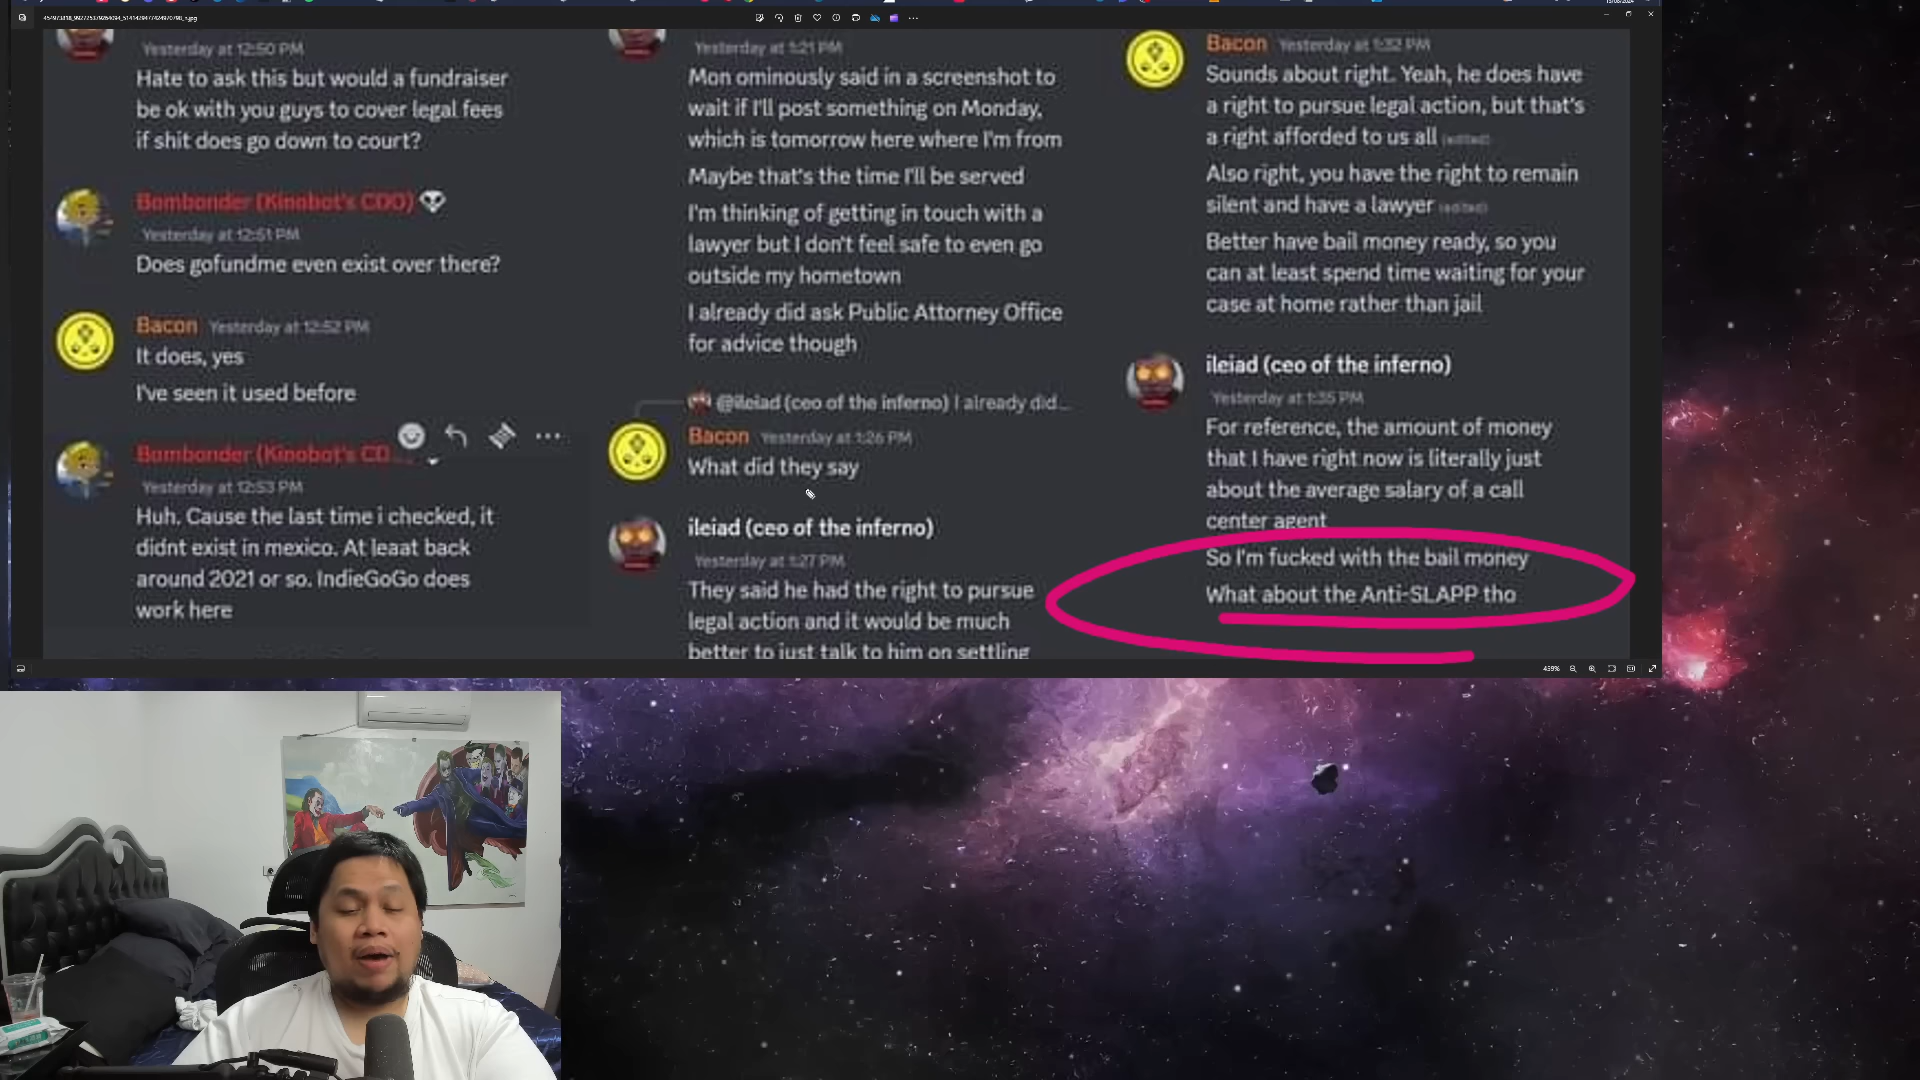 Yesterday at 12:50 PM
Hate to ask this but would a fundraiser
be ok with you guys to cover legal fees
if shit does go down to court?
Bombonder (Kinobot's CDO)
Yesterday at 12:51 PM
Does gofundme even exist over there?
Bacon Yesterday at 12:52 PM
It does, yes
I've seen it used before
Bombonder (Kinobot's CD...
Yesterday at 12:53 PM
Huh. Cause the last time i checked, it
didnt exist in mexico. At leaat back
around 2021 or so. IndieGoGo does
work here
Yesterday at 1:21 PM
Mon ominously said in a screenshot to
wait if I'll post something on Monday,
which is tomorrow here where I'm from
Maybe that's the time I'll be served
I'm thinking of getting in touch with a
lawyer but I don't feel safe to even go
outside my hometown
I already did ask Public Attorney Office
for advice though
@ileiad (ceo of the inferno) I already did...
Bacon Yesterday at 1:26 PM
What did they say
ileiad (ceo of the inferno)
Yesterday at 1:27 PM
They said he had the right to pursue
legal action and it would be much
better to just talk to him on settling
Bacon Yesterday at 1:32 PM
Sounds about right. Yeah, he does have
a right to pursue legal action, but that's
a right afforded to us all (edited)
Also right, you have the right to remain
silent and have a lawyer (edited)
Better have bail money ready, so you
can at least spend time waiting for your
case at home rather than jail
ileiad (ceo of the inferno)
Yesterday at 1:35 PM
For reference, the amount of money
that I have right now is literally just
about the average salary of a call
center agent
So I'm fucked with the bail money
What about the Anti-SLAPP tho
459%